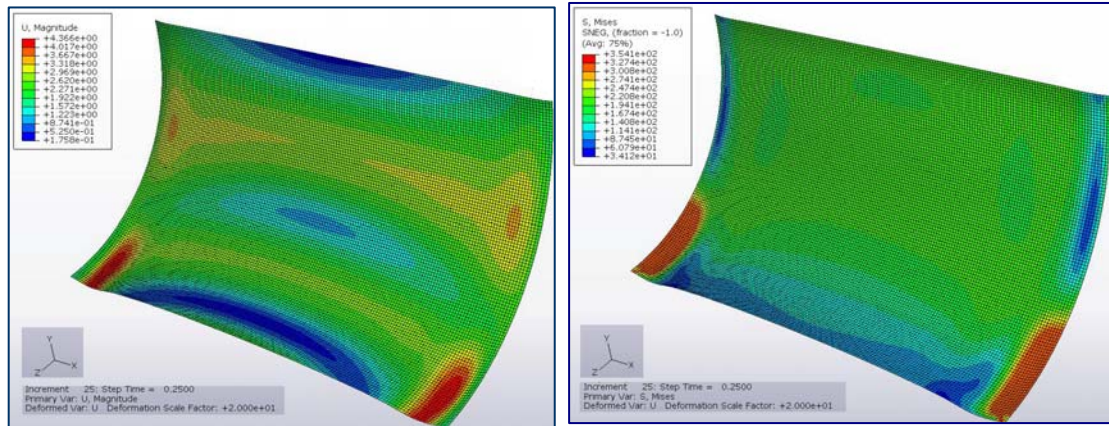 U, Magnitude
+4.366e+00
+4.017e+00
+3.667e+00
+3.318e+00
+2.969e+00
+2.620e+00
+2.271e+00
+1.922e+00
+1.572e+00
+1.223e+00
+8.741e-01
+5.250e-01
+1.758e-01
Y
X
Z
Increment 25: Step Time = 0.2500
Primary Var: U, Magnitude
Deformed Var: U Deformation Scale Factor: +2.000e+01
S, Mises
SNEG, (fraction = -1.0)
(Avg: 75%)
+3.541e+02
+3.274e+02
+3.008e+02
+2.741e+02
+2.474e+02
+2.208e+02
+1.941e+02
+1.674e+02
+1.408e+02
+1.141e+02
+8.745e+01
+6.079e+01
+3.412e+01
Y
X
Z
Increment 25: Step Time = 0.2500
Primary Var: S, Mises
Deformed Var: U Deformation Scale Factor: +2.000e+01